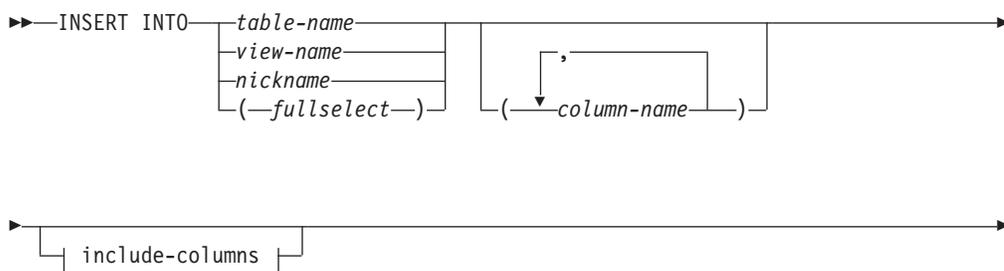 INSERT INTO table-name
view-name
nickname
( fullselect )
,
( column-name )
include-columns